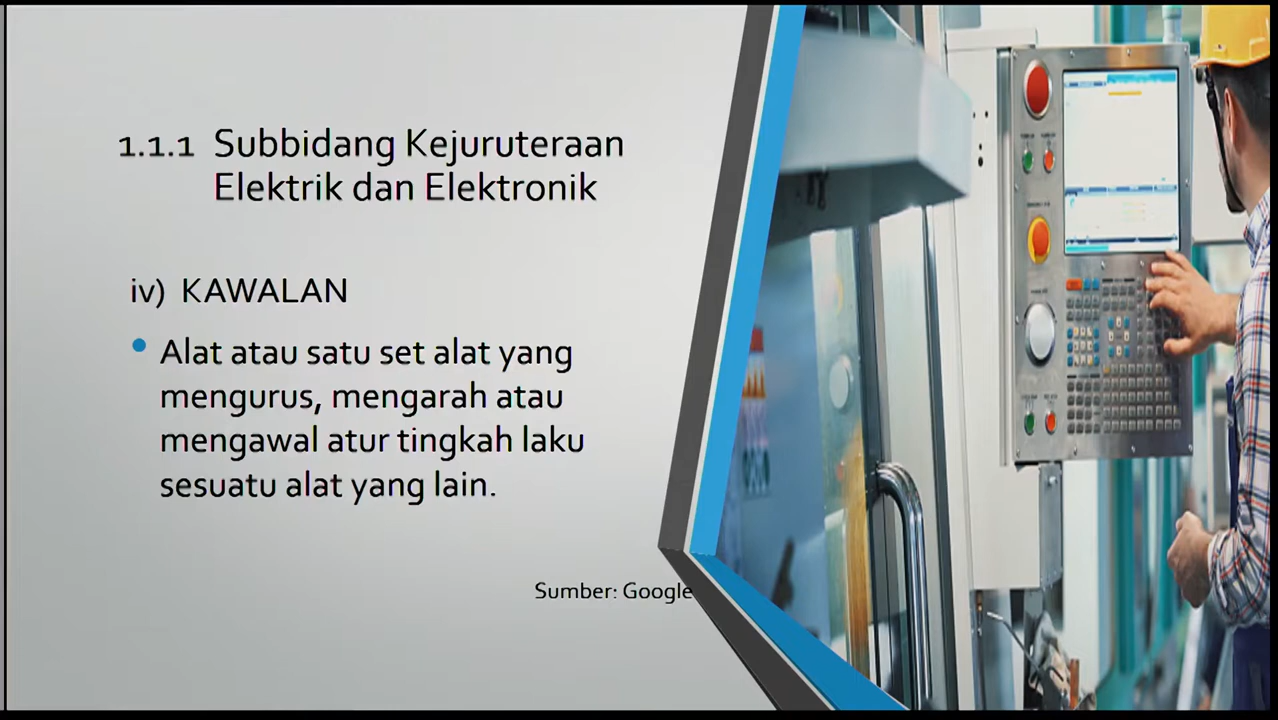 1.1.1 Subbidang Kejuruteraan
Elektrik dan Elektronik
iv) KAWALAN
• Alat atau satu set alat yang
mengurus, mengarah atau
mengawal atur tingkah laku
sesuatu alat yang lain.
Sumber: Google